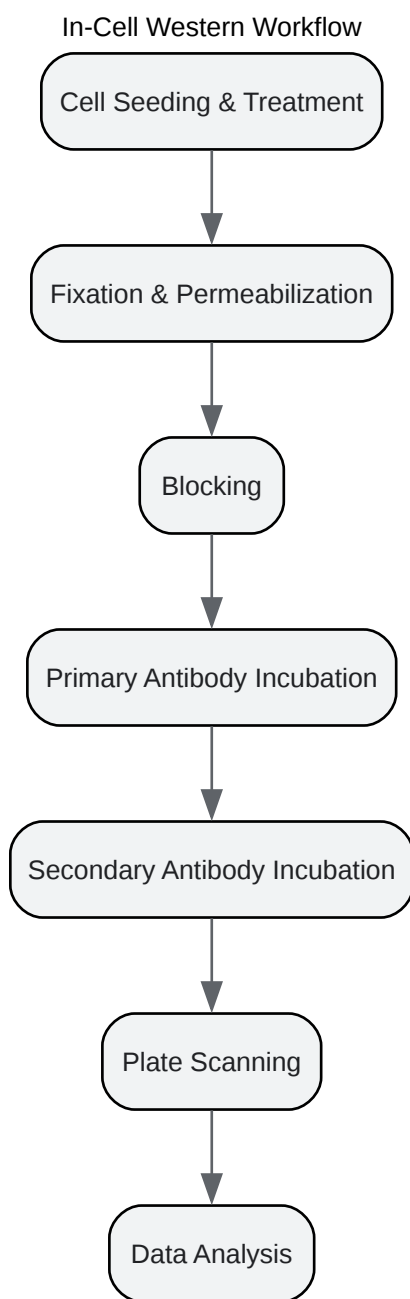 In-Cell Western Workflow
Cell Seeding & Treatment
Fixation & Permeabilization
Blocking
Primary Antibody Incubation
Secondary Antibody Incubation
Plate Scanning
Data Analysis